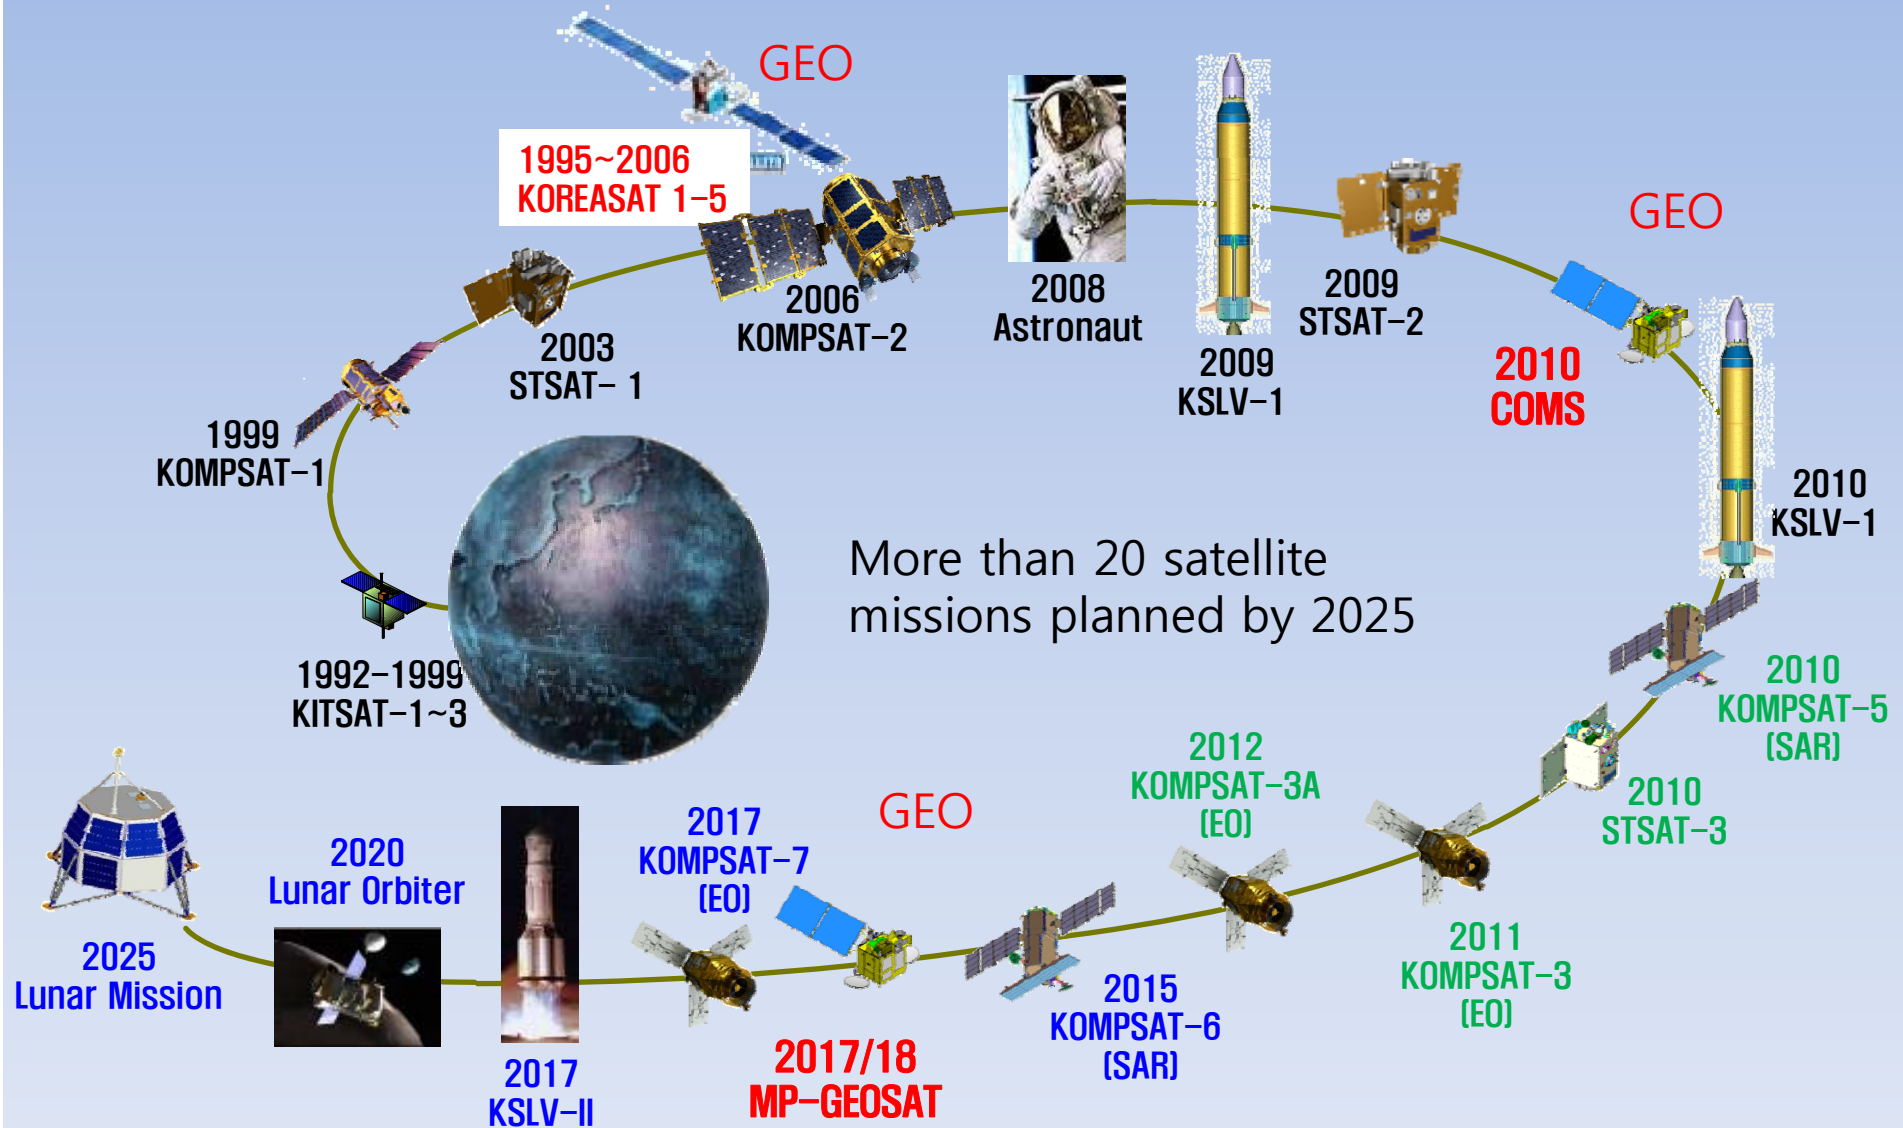 GEO
1995~2006
KOREASAT 1-5
2006
KOMPSAT-2
2008
Astronaut
2009
KSLV-1
2009
STSAT-2
GEO
2010
COMS
2003
STSAT- 1
1999
KOMPSAT-1
1992-1999
KITSAT-1~3
More than 20 satellite
missions planned by 2025
2010
KSLV-1
2010
KOMPSAT-5
(SAR)
2010
STSAT-3
2011
KOMPSAT-3
(EO)
2012
KOMPSAT-3A
(EO)
2015
KOMPSAT-6
(SAR)
GEO
2017/18
MP-GEOSAT
2017
KOMPSAT-7
(EO)
2017
KSLV-II
2020
Lunar Orbiter
2025
Lunar Mission